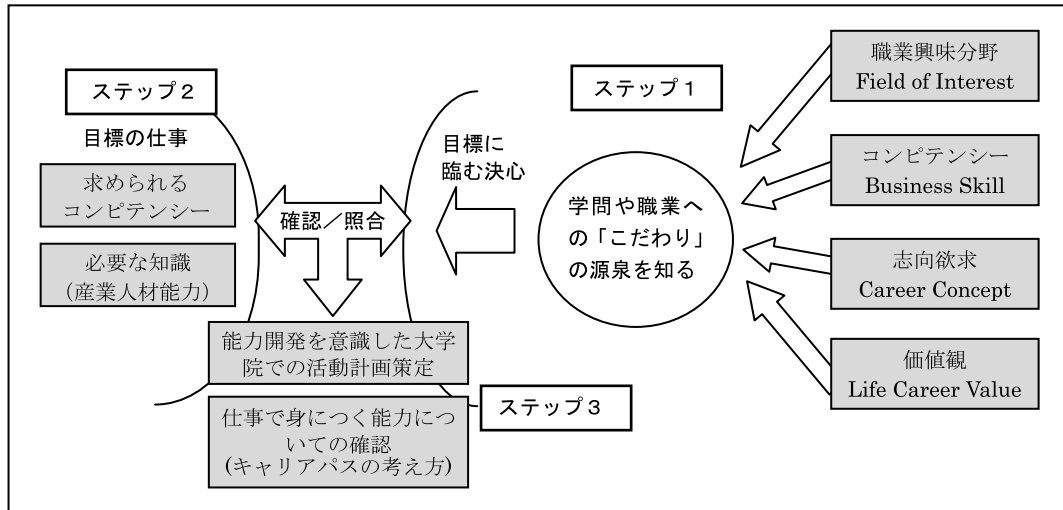 ステップ１
職業興味分野
Field of Interest
コンピテンシー
Business Skill
志向欲求
Career Concept
価値観
Life Career Value
学問や職業へ
の「こだわり」
の源泉を知る
目標に
臨む決心
ステップ２
目標の仕事
求められる
コンピテンシー
必要な知識
（産業人材能力）
確認／照合
能力開発を意識した大学
院での活動計画策定
ステップ３
仕事で身につく能力につ
いての確認
(キャリアパスの考え方)